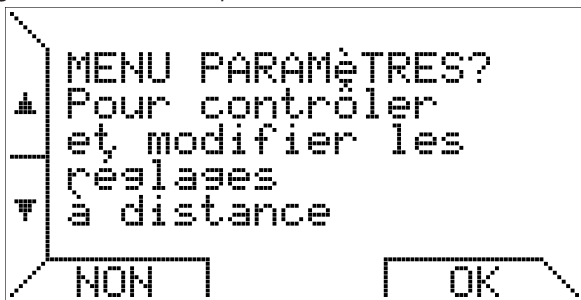 MENU PARAMèTRES?
Pour contrôler
et modifier les
réglages
à distance
NON OK